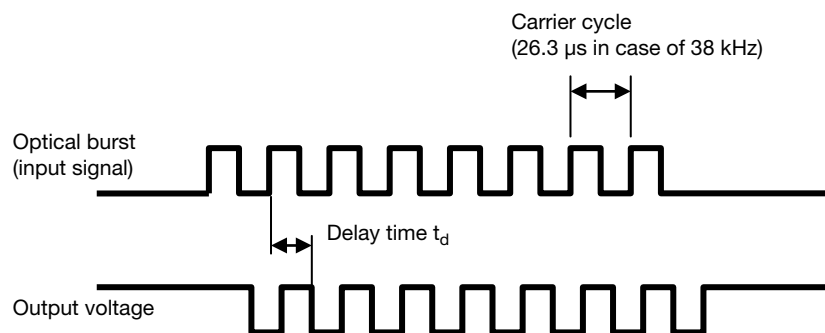 Carrier cycle
(26.3 µs in case of 38 kHz)
Optical burst
(input signal)
Delay time td
Output voltage